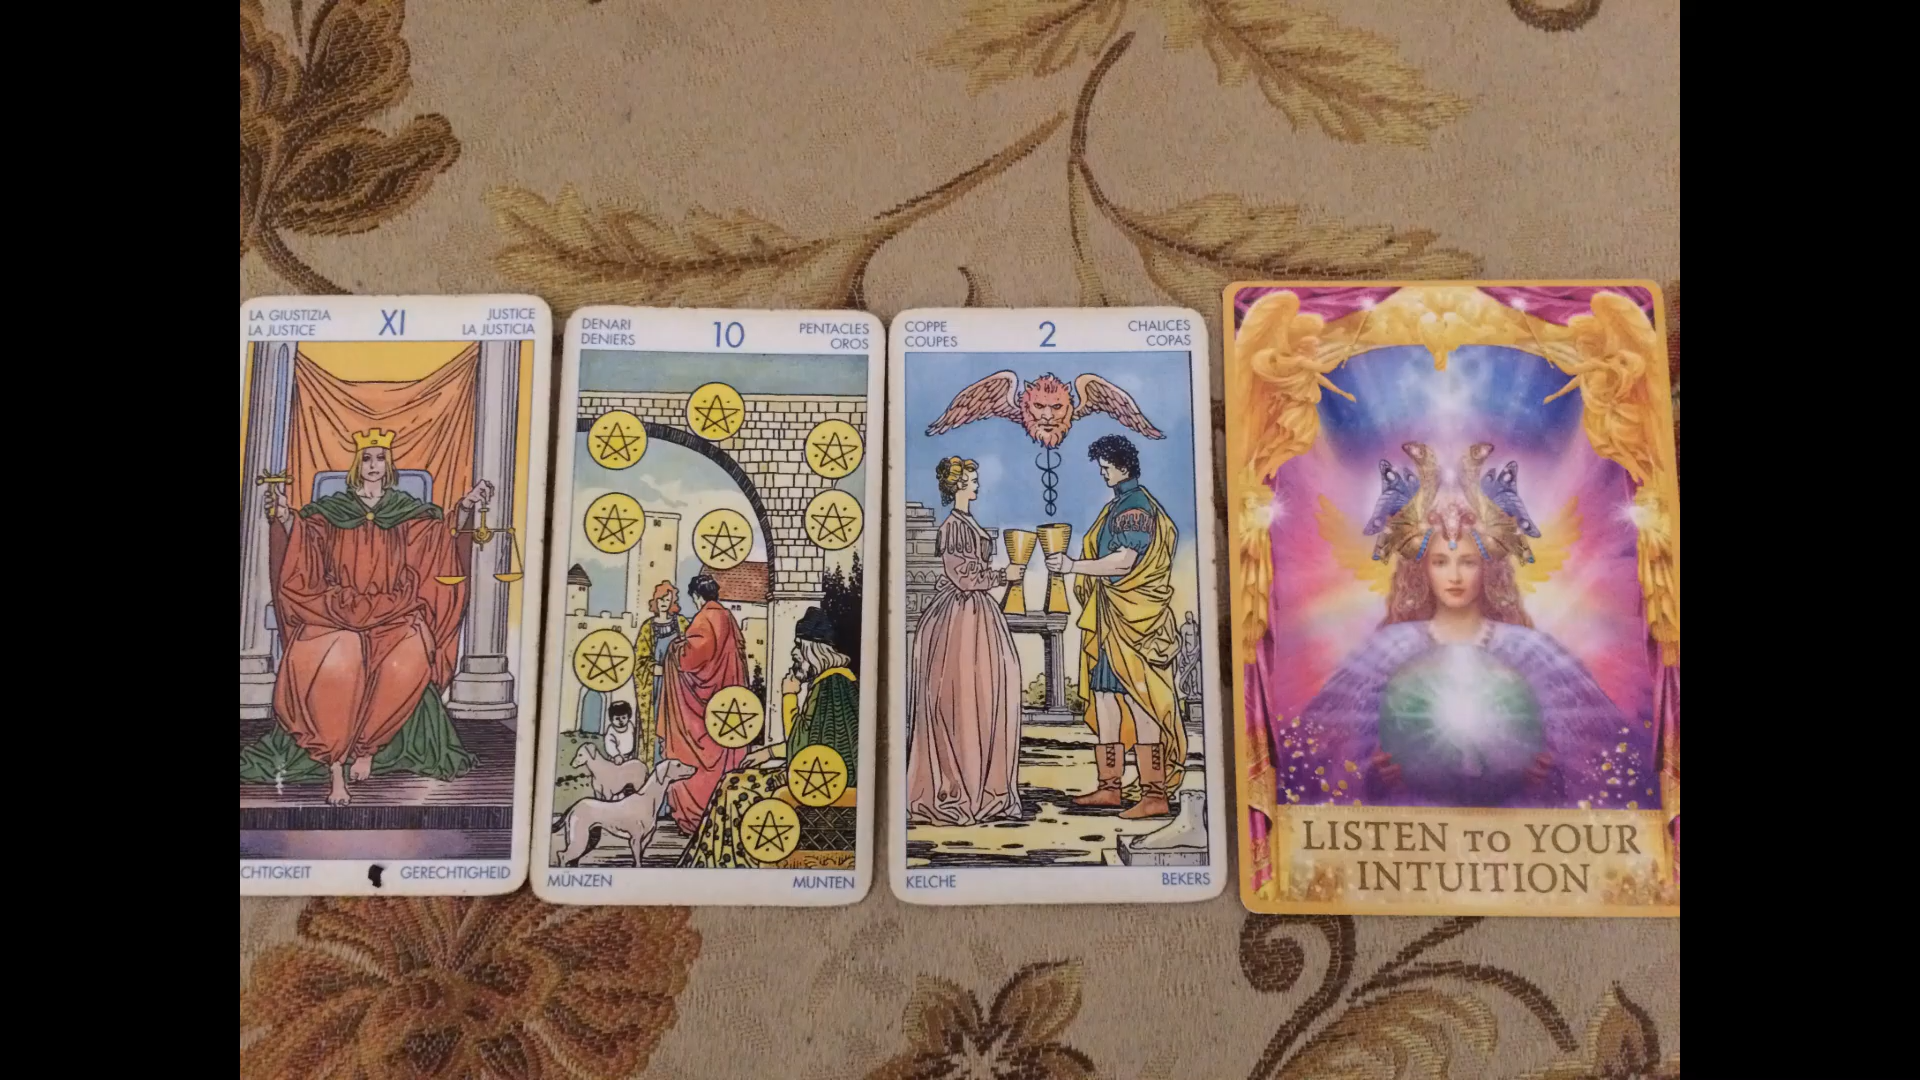 LA GIUSTIZIA
LA JUSTICE
XI
JUSTICE
LA JUSTICIA
CHTIGKEIT
GERECHTIGHEID
DENARI
DENIERS
10
PENTACLES
OROS
MÜNZEN
MUNTEN
COPPE
COUPES
2
CHALICES
COPAS
KELCHE
BEKERS
LISTEN TO YOUR
INTUITION